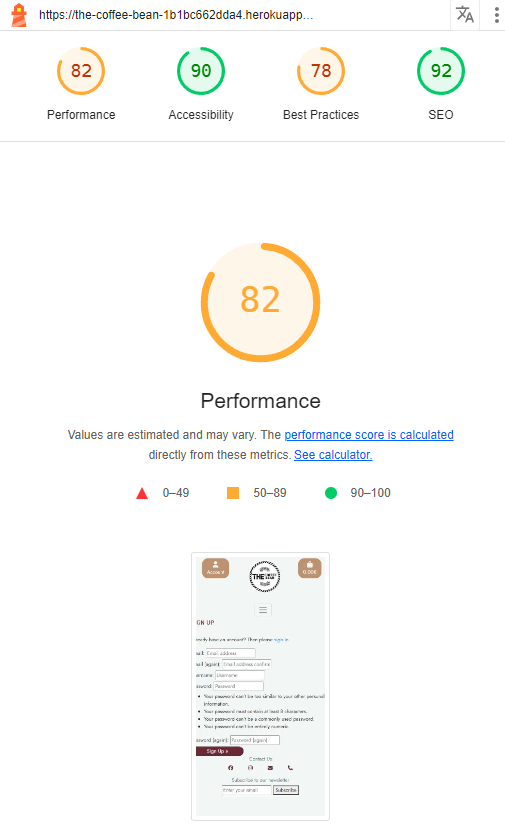 https://the-coffee-bean-1b1bc662dda4.herokuapp…
82
90
78
92
Performance
Accessibility
Best Practices
SEO
82
Performance
Values are estimated and may vary. The performance score is calculated
directly from these metrics. See calculator.
0–49
50–89
90–100
Account
THE
0.00€
GN UP
eady have an account? Then please sign in.
ail: Email address
ail (again): Email address confirm
ername: Username
ssword: Password
Your password can't be too similar to your other personal
information.
Your password must contain at least 8 characters.
Your password can't be a commonly used password.
Your password can't be entirely numeric.
ssword (again): Password (again)
Sign Up »
Contact Us
Subscribe to our newsletter
Enter your email
Subscribe